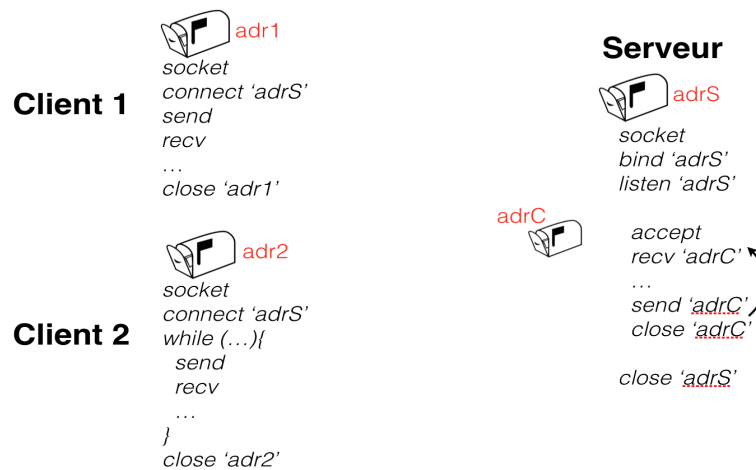 adr1
socket
connect ‘adrS’
Client 1
send
recv
…
close ‘adr1’
adr2
socket
connect ‘adrS’
while (…){
Client 2
send
recv
…
}
close ‘adr2’
Serveur
adrS
socket
bind ‘adrS’
listen ‘adrS’
adrC
accept
recv ‘adrC’
…
send ‘adrC’
close ‘adrC’
close ‘adrS’